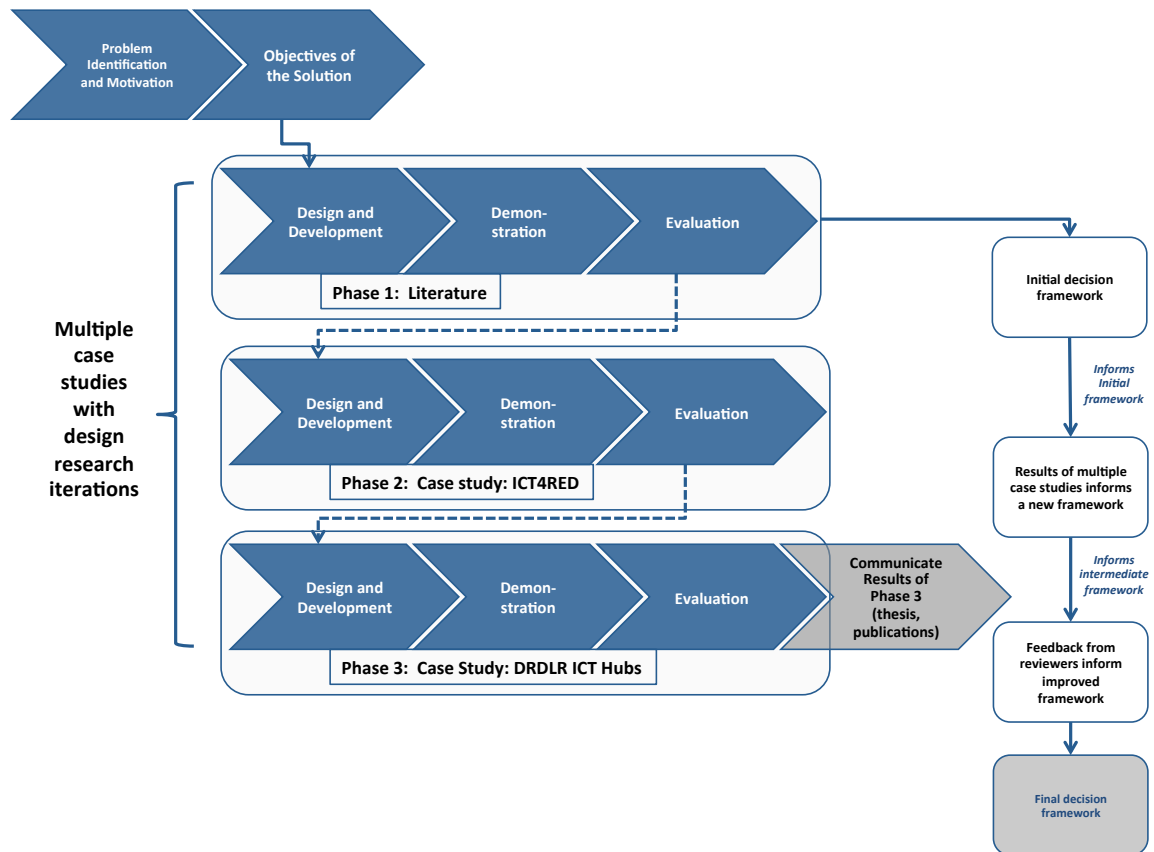 Problem
Identification
and Motivation
Objectives of
the Solution
Design and
Development
Demon-
stration
Evaluation
Phase 1:  Literature
Multiple
case
studies
with
design
research
iterations
Design and
Development
Demon-
stration
Evaluation
Phase 2:  Case study: ICT4RED
Design and
Development
Demon-
stration
Evaluation
Communicate
Results of
Phase 3
(thesis,
publications)
Phase 3:  Case Study: DRDLR ICT Hubs
Initial decision
framework
Informs
Initial
framework
Results of multiple
case studies informs
a new framework
Informs
intermediate
framework
Feedback from
reviewers inform
improved
framework
Final decision
framework